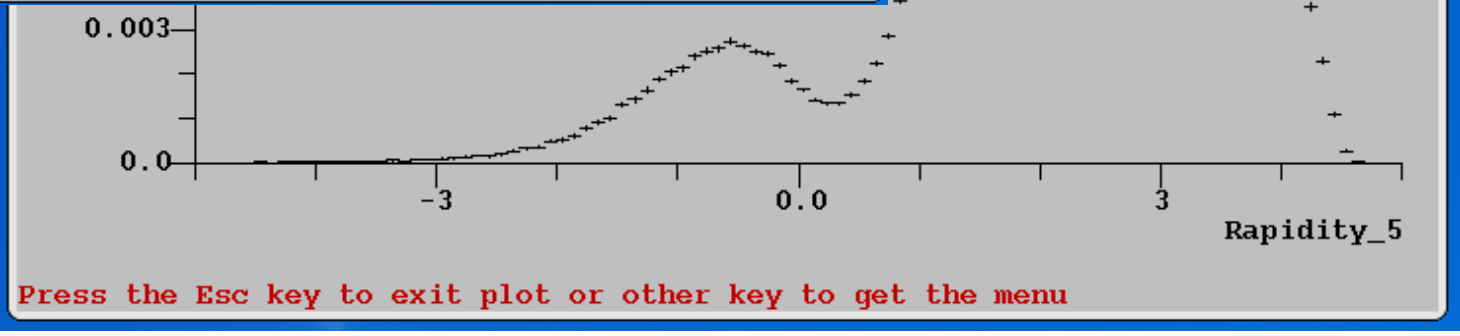 0.003
0.0
-3 0.0 3
Rapidity_5
Press the Esc key to exit plot or other key to get the menu